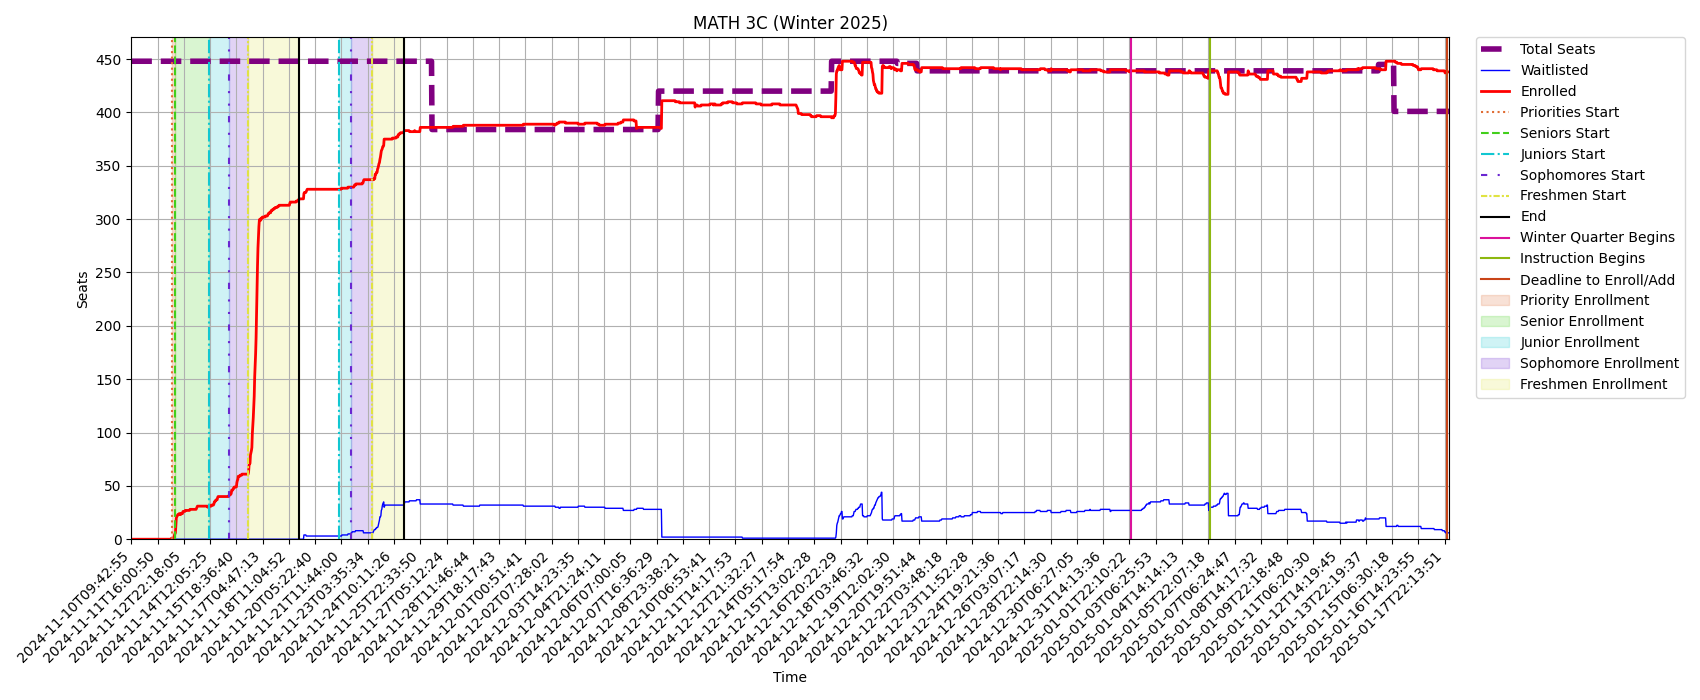 MATH 3C (Winter 2025)
Seats
450
400
350
300
250
200
150
100
50
0
2024-11-10T09:42:55
2024-11-11T16:00:50
2024-11-12T22:18:05
2024-11-14T12:05:25
2024-11-15T18:36:40
2024-11-17T04:47:13
2024-11-18T11:04:52
2024-11-20T05:22:40
2024-11-21T11:44:00
2024-11-23T03:35:34
2024-11-24T10:11:26
2024-11-25T22:33:50
2024-11-27T05:12:24
2024-11-28T11:46:44
2024-11-29T18:17:43
2024-12-01T00:51:41
2024-12-02T07:28:02
2024-12-03T14:23:35
2024-12-04T21:24:11
2024-12-06T07:00:05
2024-12-07T16:36:29
2024-12-08T23:38:21
2024-12-10T06:53:41
2024-12-11T14:17:53
2024-12-12T21:32:27
2024-12-14T05:17:54
2024-12-15T13:02:28
2024-12-16T20:22:29
2024-12-18T03:46:32
2024-12-19T12:02:30
2024-12-20T19:51:44
2024-12-22T03:48:19
2024-12-23T11:52:28
2024-12-24T19:21:36
2024-12-26T03:07:17
2024-12-28T22:14:30
2024-12-30T06:27:05
2024-12-31T14:13:36
2025-01-01T22:10:22
2025-01-03T06:25:53
2025-01-04T14:14:13
2025-01-05T22:07:18
2025-01-07T06:24:47
2025-01-08T14:17:32
2025-01-09T22:18:48
2025-01-11T06:20:30
2025-01-12T14:19:45
2025-01-13T22:19:37
2025-01-15T06:30:18
2025-01-16T14:23:55
2025-01-17T22:13:51
Time
Total Seats
Waitlisted
Enrolled
Priorities Start
Seniors Start
Juniors Start
Sophomores Start
Freshmen Start
End
Winter Quarter Begins
Instruction Begins
Deadline to Enroll/Add
Priority Enrollment
Senior Enrollment
Junior Enrollment
Sophomore Enrollment
Freshmen Enrollment